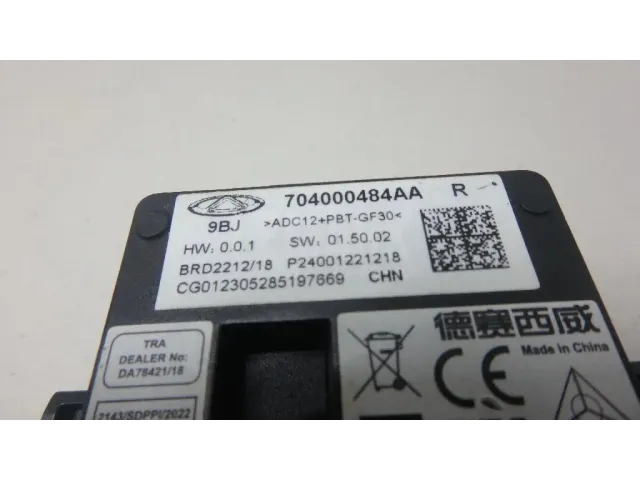 704000484AA R
9BJ >ADC12+PBT-GF30<
HW: 0.0.1 SW: 01.50.02
BRD2212/18 P24001221218
CG012305285197669 CHN
TRA
DEALER No:
DA78421/18
2143/SDPPI/2022
德赛西威
Made in China